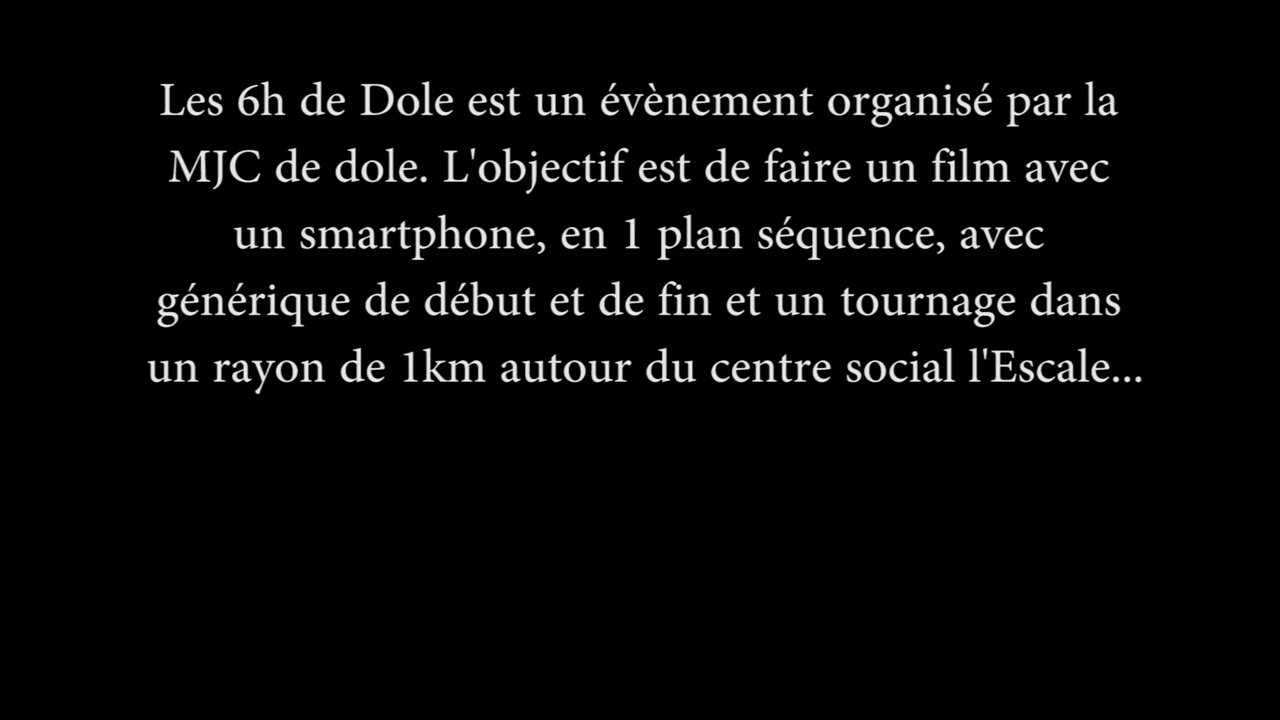 Les 6h de Dole est un évènement organisé par la
MJC de dole. L'objectif est de faire un film avec
un smartphone, en 1 plan séquence, avec
générique de début et de fin et un tournage dans
un rayon de 1km autour du centre social l'Escale...